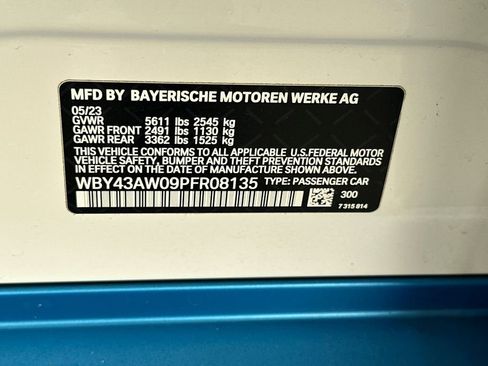 MFD BY BAYERISCHE MOTOREN WERKE AG
05/23
GVWR 5611 lbs 2545 kg
GAWR FRONT 2491 lbs 1130 kg
GAWR REAR 3362 lbs 1525 kg
THIS VEHICLE CONFORMS TO ALL APPLICABLE U.S.FEDERAL MOTOR
VEHICLE SAFETY, BUMPER, AND THEFT PREVENTION STANDARDS
IN EFFECT ON THE DATE OF MANUFACTURE SHOWN ABOVE.
WBY43AW09PFR08135 TYPE: PASSENGER CAR
300
7 315 814